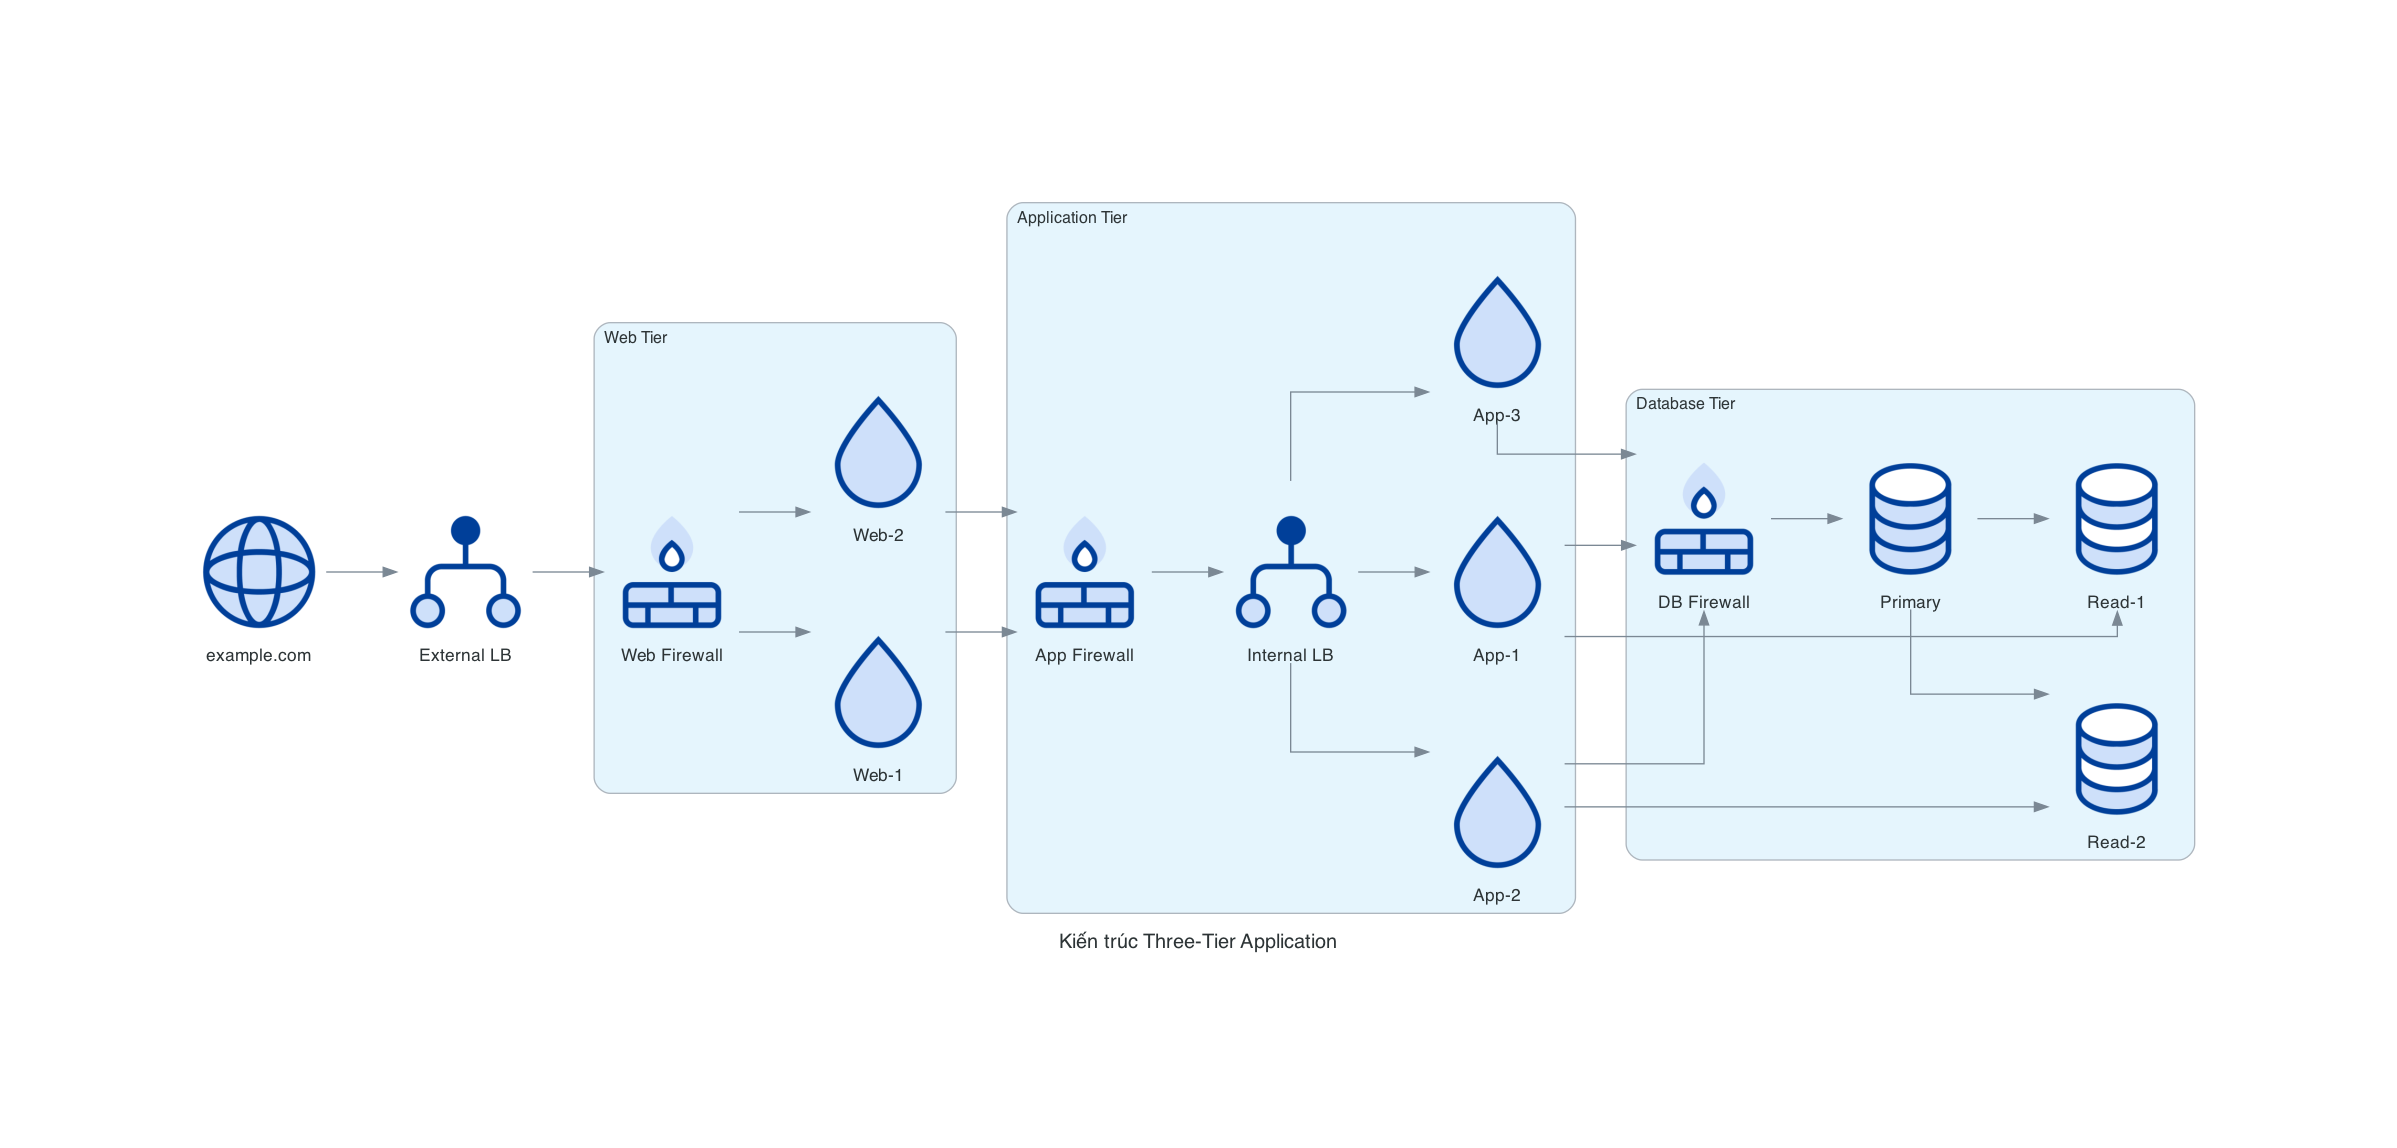 Application Tier
Web Tier
Database Tier
App-3
Web-2
DB Firewall
Primary
Read-1
example.com
External LB
Web Firewall
App Firewall
Internal LB
App-1
Web-1
Read-2
App-2
Kiến trúc Three-Tier Application